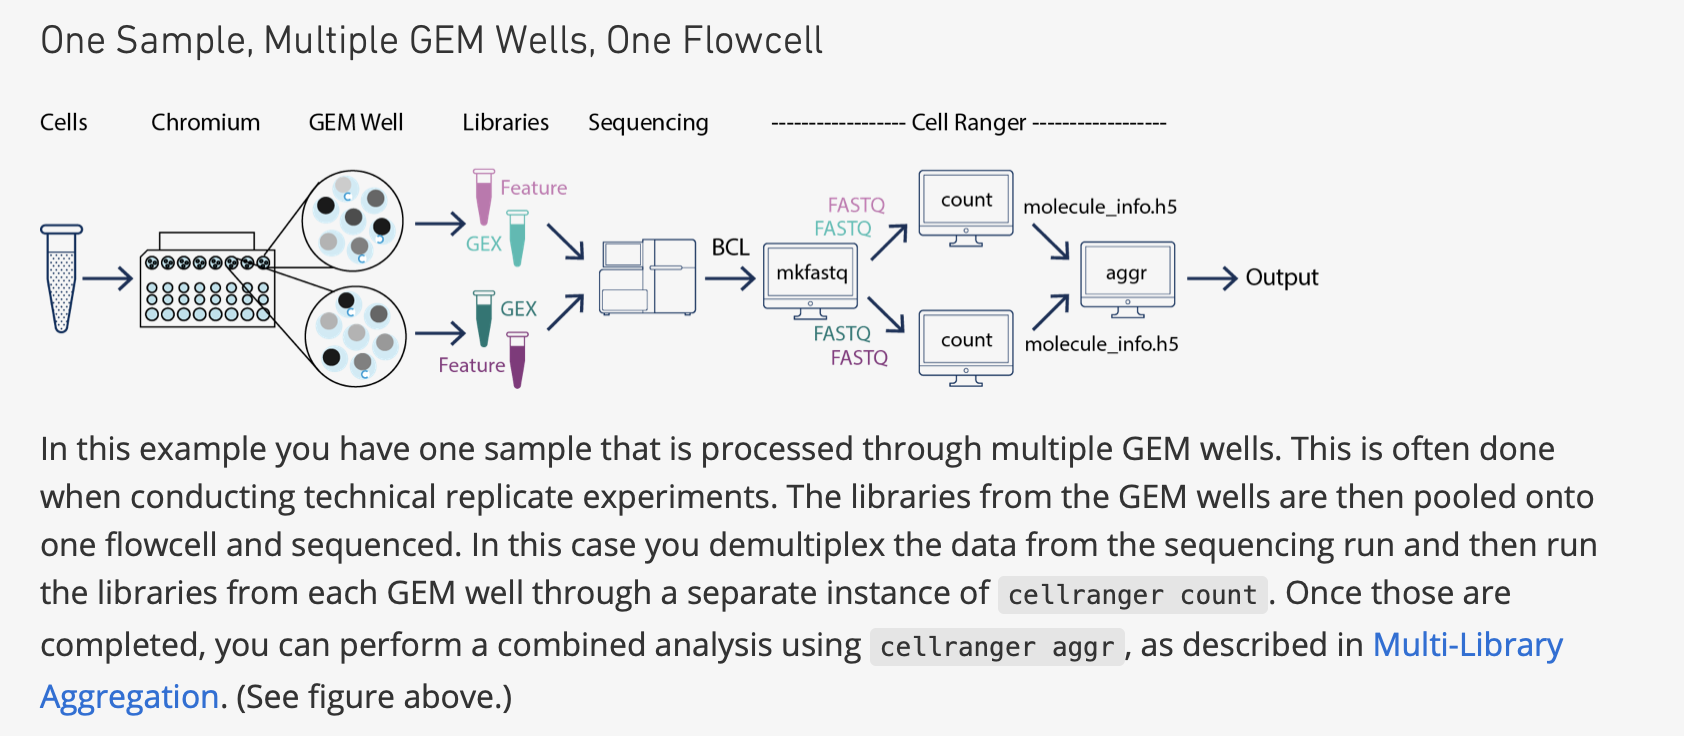 One Sample, Multiple GEM Wells, One Flowcell
Cells Chromium GEM Well Libraries Sequencing ------------------ Cell Ranger ------------------
Feature
GEX
GEX
Feature
BCL
mkfastq
FASTQ
FASTQ
FASTQ
FASTQ
count
molecule_info.h5
count
molecule_info.h5
aggr
Output
In this example you have one sample that is processed through multiple GEM wells. This is often done
when conducting technical replicate experiments. The libraries from the GEM wells are then pooled onto
one flowcell and sequenced. In this case you demultiplex the data from the sequencing run and then run
the libraries from each GEM well through a separate instance of cellranger count. Once those are
completed, you can perform a combined analysis using cellranger aggr, as described in Multi-Library
Aggregation. (See figure above.)